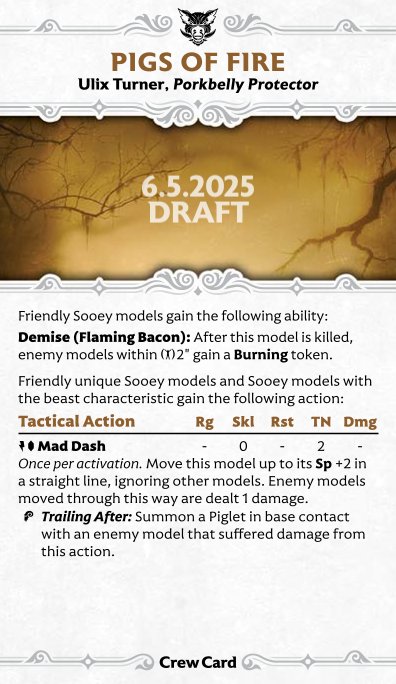 PIGS OF FIRE
Ulix Turner, Porkbelly Protector
6.5.2025
DRAFT
Friendly Sooey models gain the following ability:
Demise (Flaming Bacon): After this model is killed,
enemy models within 2" gain a Burning token.
Friendly unique Sooey models and Sooey models with
the beast characteristic gain the following action:
Tactical Action Rg Skl Rst TN Dmg
Mad Dash - 0 - 2 -
Once per activation. Move this model up to its Sp +2 in
a straight line, ignoring other models. Enemy models
moved through this way are dealt 1 damage.
Trailing After: Summon a Piglet in base contact
with an enemy model that suffered damage from
this action.
Crew Card